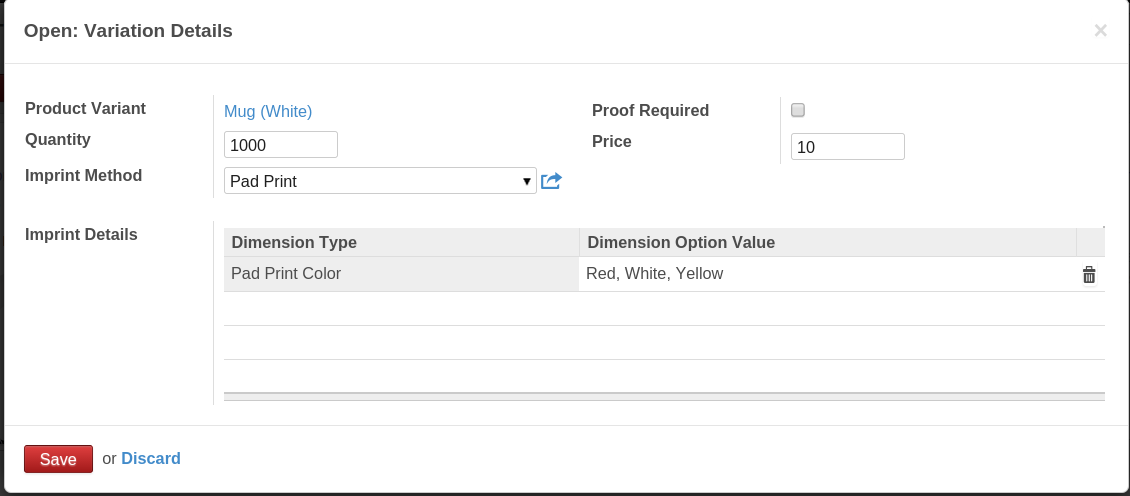 Open: Variation Details
×
Product Variant Mug (White) Proof Required
Quantity 1000 Price 10
Imprint Method Pad Print
Imprint Details
Dimension Type Dimension Option Value
Pad Print Color Red, White, Yellow
Save or Discard